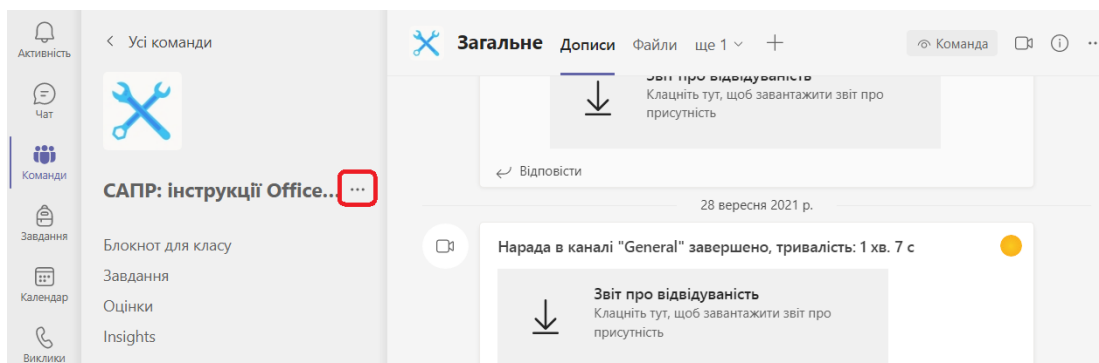 Активність
Чат
Команди
Завдання
Календар
Виклики
Усі команди
САПР: інструкції Office... ...
Блокнот для класу
Завдання
Оцінки
Insights
Загальне Дописи Файли ще 1 Команда ...
Звіт про відвідуваність
Клацніть тут, щоб завантажити звіт про
присутність
Відповісти
28 вересня 2021 р.
Нарада в каналі "General" завершено, тривалість: 1 хв. 7 с
Звіт про відвідуваність
Клацніть тут, щоб завантажити звіт про
присутність